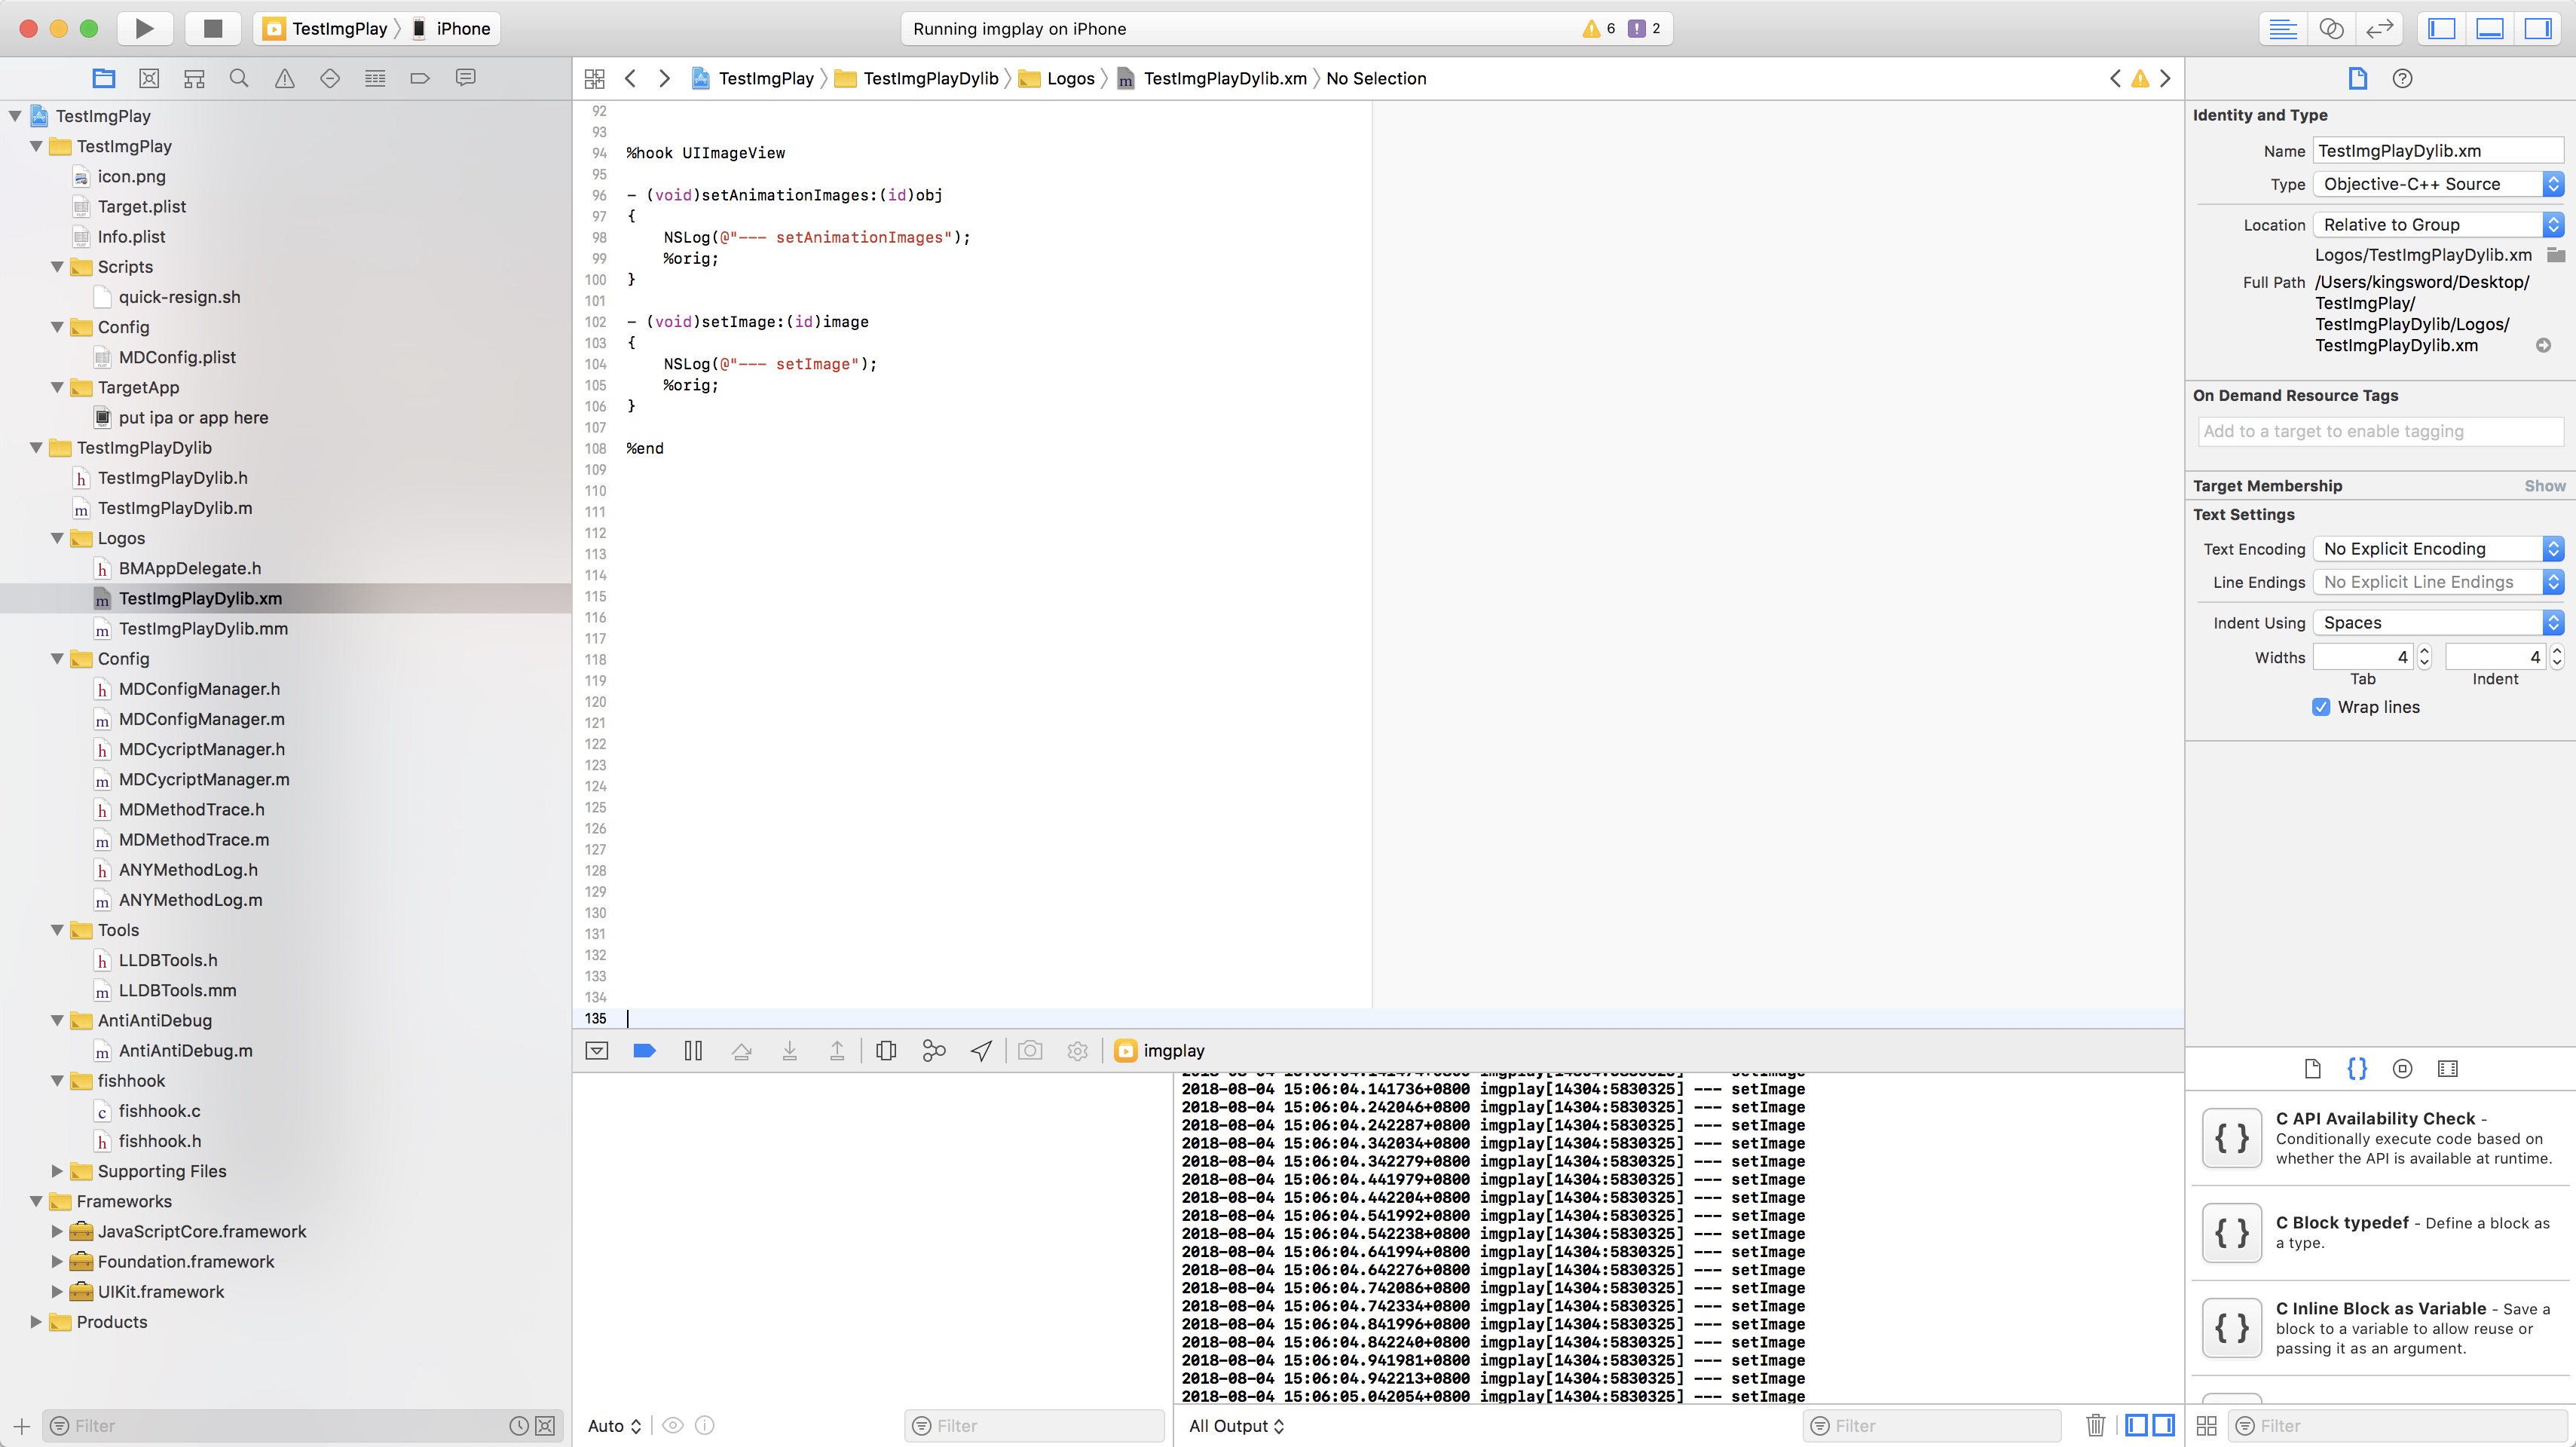 TestImgPlay
iPhone
Running imgplay on iPhone
6
2
TestImgPlay
TestImgPlay
icon.png
Target.plist
Info.plist
Scripts
quick-resign.sh
Config
MDConfig.plist
TargetApp
put ipa or app here
TestImgPlayDylib
TestImgPlayDylib.h
TestImgPlayDylib.m
Logos
BMAppDelegate.h
TestImgPlayDylib.xm
TestImgPlayDylib.mm
Config
MDConfigManager.h
MDConfigManager.m
MDCycriptManager.h
MDCycriptManager.m
MDMethodTrace.h
MDMethodTrace.m
ANYMethodLog.h
ANYMethodLog.m
Tools
LLDBTools.h
LLDBTools.mm
AntiAntiDebug
AntiAntiDebug.m
fishhook
fishhook.c
fishhook.h
Supporting Files
Frameworks
JavaScriptCore.framework
Foundation.framework
UIKit.framework
Products
Filter
TestImgPlay TestImgPlayDylib Logos TestImgPlayDylib.xm No Selection
92
93
94 %hook UIImageView
95
96 - (void)setAnimationImages:(id)obj
97 {
98 NSLog(@"--- setAnimationImages");
99 %orig;
100 }
101
102 - (void)setImage:(id)image
103 {
104 NSLog(@"--- setImage");
105 %orig;
106 }
107
108 %end
109
110
111
112
113
114
115
116
117
118
119
120
121
122
123
124
125
126
127
128
129
130
131
132
133
134
135
imgplay
2018-08-04 15:06:04.141736+0800 imgplay[14304:5830325] --- setImage
2018-08-04 15:06:04.242046+0800 imgplay[14304:5830325] --- setImage
2018-08-04 15:06:04.242287+0800 imgplay[14304:5830325] --- setImage
2018-08-04 15:06:04.342034+0800 imgplay[14304:5830325] --- setImage
2018-08-04 15:06:04.342279+0800 imgplay[14304:5830325] --- setImage
2018-08-04 15:06:04.441979+0800 imgplay[14304:5830325] --- setImage
2018-08-04 15:06:04.442204+0800 imgplay[14304:5830325] --- setImage
2018-08-04 15:06:04.541992+0800 imgplay[14304:5830325] --- setImage
2018-08-04 15:06:04.542238+0800 imgplay[14304:5830325] --- setImage
2018-08-04 15:06:04.641994+0800 imgplay[14304:5830325] --- setImage
2018-08-04 15:06:04.642276+0800 imgplay[14304:5830325] --- setImage
2018-08-04 15:06:04.742086+0800 imgplay[14304:5830325] --- setImage
2018-08-04 15:06:04.742334+0800 imgplay[14304:5830325] --- setImage
2018-08-04 15:06:04.841996+0800 imgplay[14304:5830325] --- setImage
2018-08-04 15:06:04.842240+0800 imgplay[14304:5830325] --- setImage
2018-08-04 15:06:04.941981+0800 imgplay[14304:5830325] --- setImage
2018-08-04 15:06:04.942213+0800 imgplay[14304:5830325] --- setImage
2018-08-04 15:06:05.042054+0800 imgplay[14304:5830325] --- setImage
Auto
Filter
All Output
Filter
Identity and Type
Name TestImgPlayDylib.xm
Type Objective-C++ Source
Location Relative to Group
Logos/TestImgPlayDylib.xm
Full Path /Users/kingsword/Desktop/
TestImgPlay/
TestImgPlayDylib/Logos/
TestImgPlayDylib.xm
On Demand Resource Tags
Add to a target to enable tagging
Target Membership Show
Text Settings
Text Encoding No Explicit Encoding
Line Endings No Explicit Line Endings
Indent Using Spaces
Widths 4 4
Tab Indent
Wrap lines
C API Availability Check -
Conditionally execute code based on
whether the API is available at runtime.
C Block typedef - Define a block as
a type.
C Inline Block as Variable - Save a
block to a variable to allow reuse or
passing it as an argument.
Filter